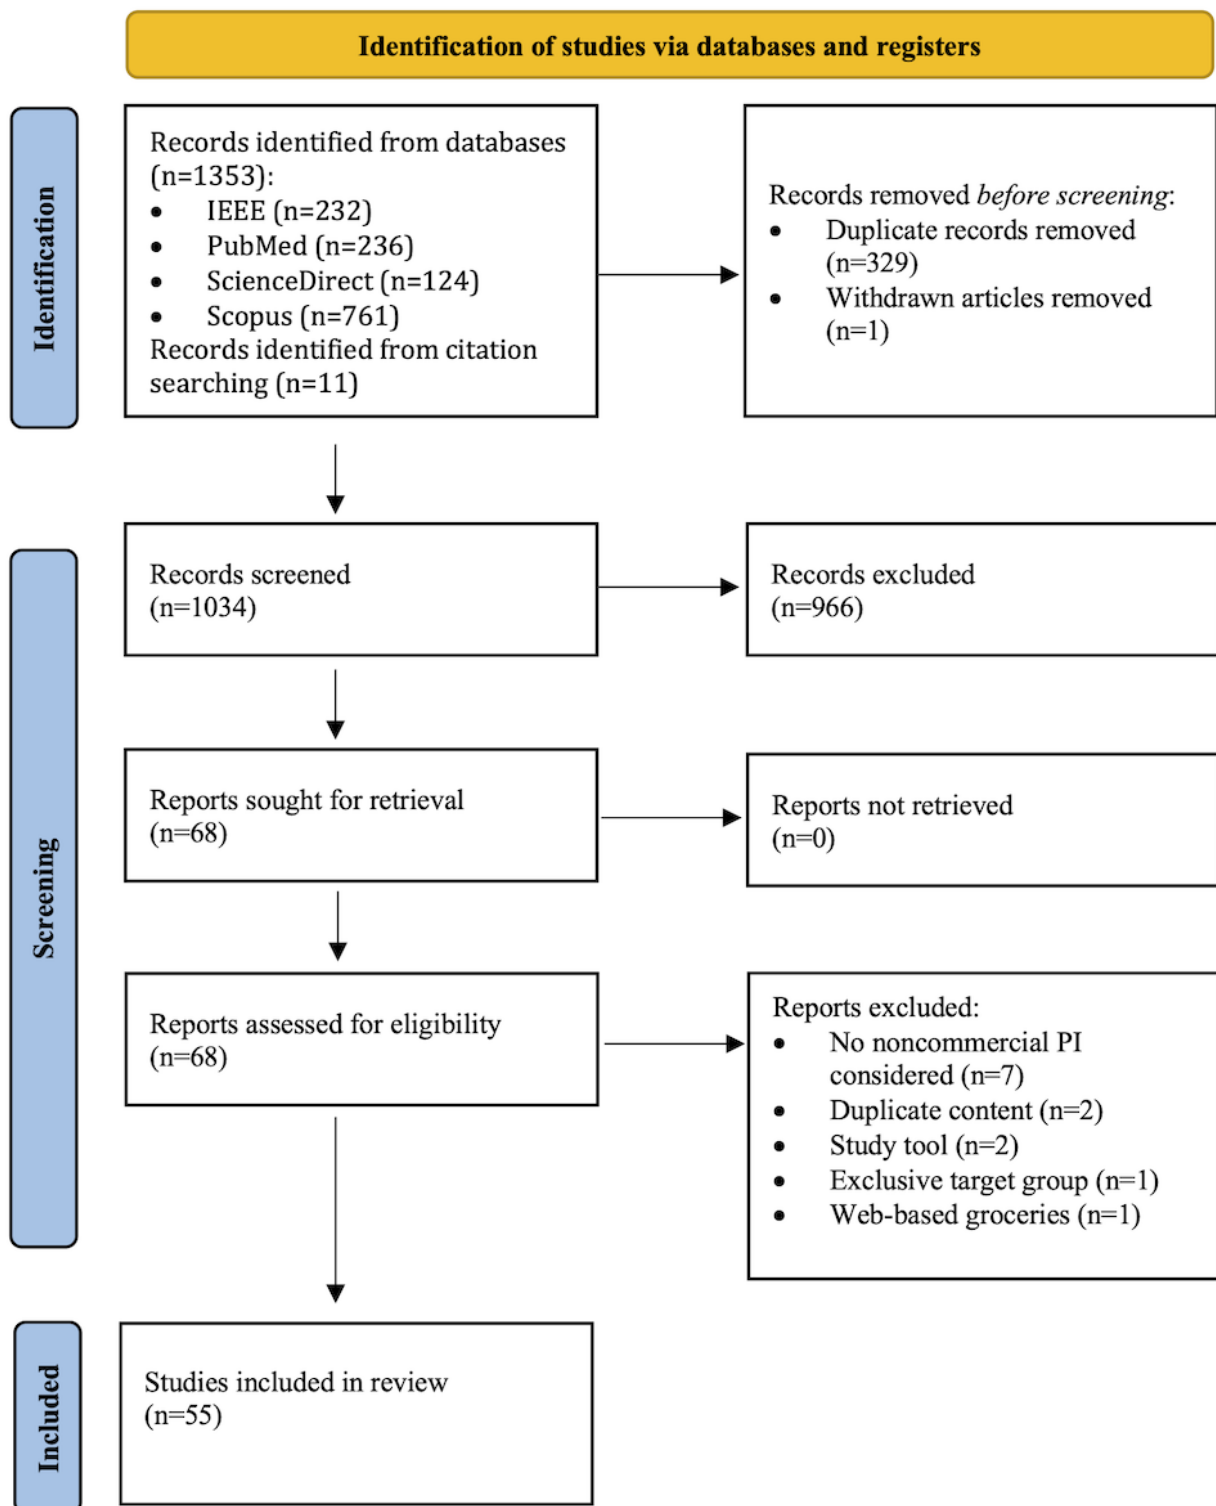 Identification of studies via databases and registers
Identification
Records identified from databases
(n=1353):
• IEEE (n=232)
• PubMed (n=236)
• ScienceDirect (n=124)
• Scopus (n=761)
Records identified from citation
searching (n=11)
Records removed before screening:
• Duplicate records removed
(n=329)
• Withdrawn articles removed
(n=1)
Screening
Records screened
(n=1034)
Records excluded
(n=966)
Reports sought for retrieval
(n=68)
Reports not retrieved
(n=0)
Reports assessed for eligibility
(n=68)
Reports excluded:
• No noncommercial PI
considered (n=7)
• Duplicate content (n=2)
• Study tool (n=2)
• Exclusive target group (n=1)
• Web-based groceries (n=1)
Included
Studies included in review
(n=55)